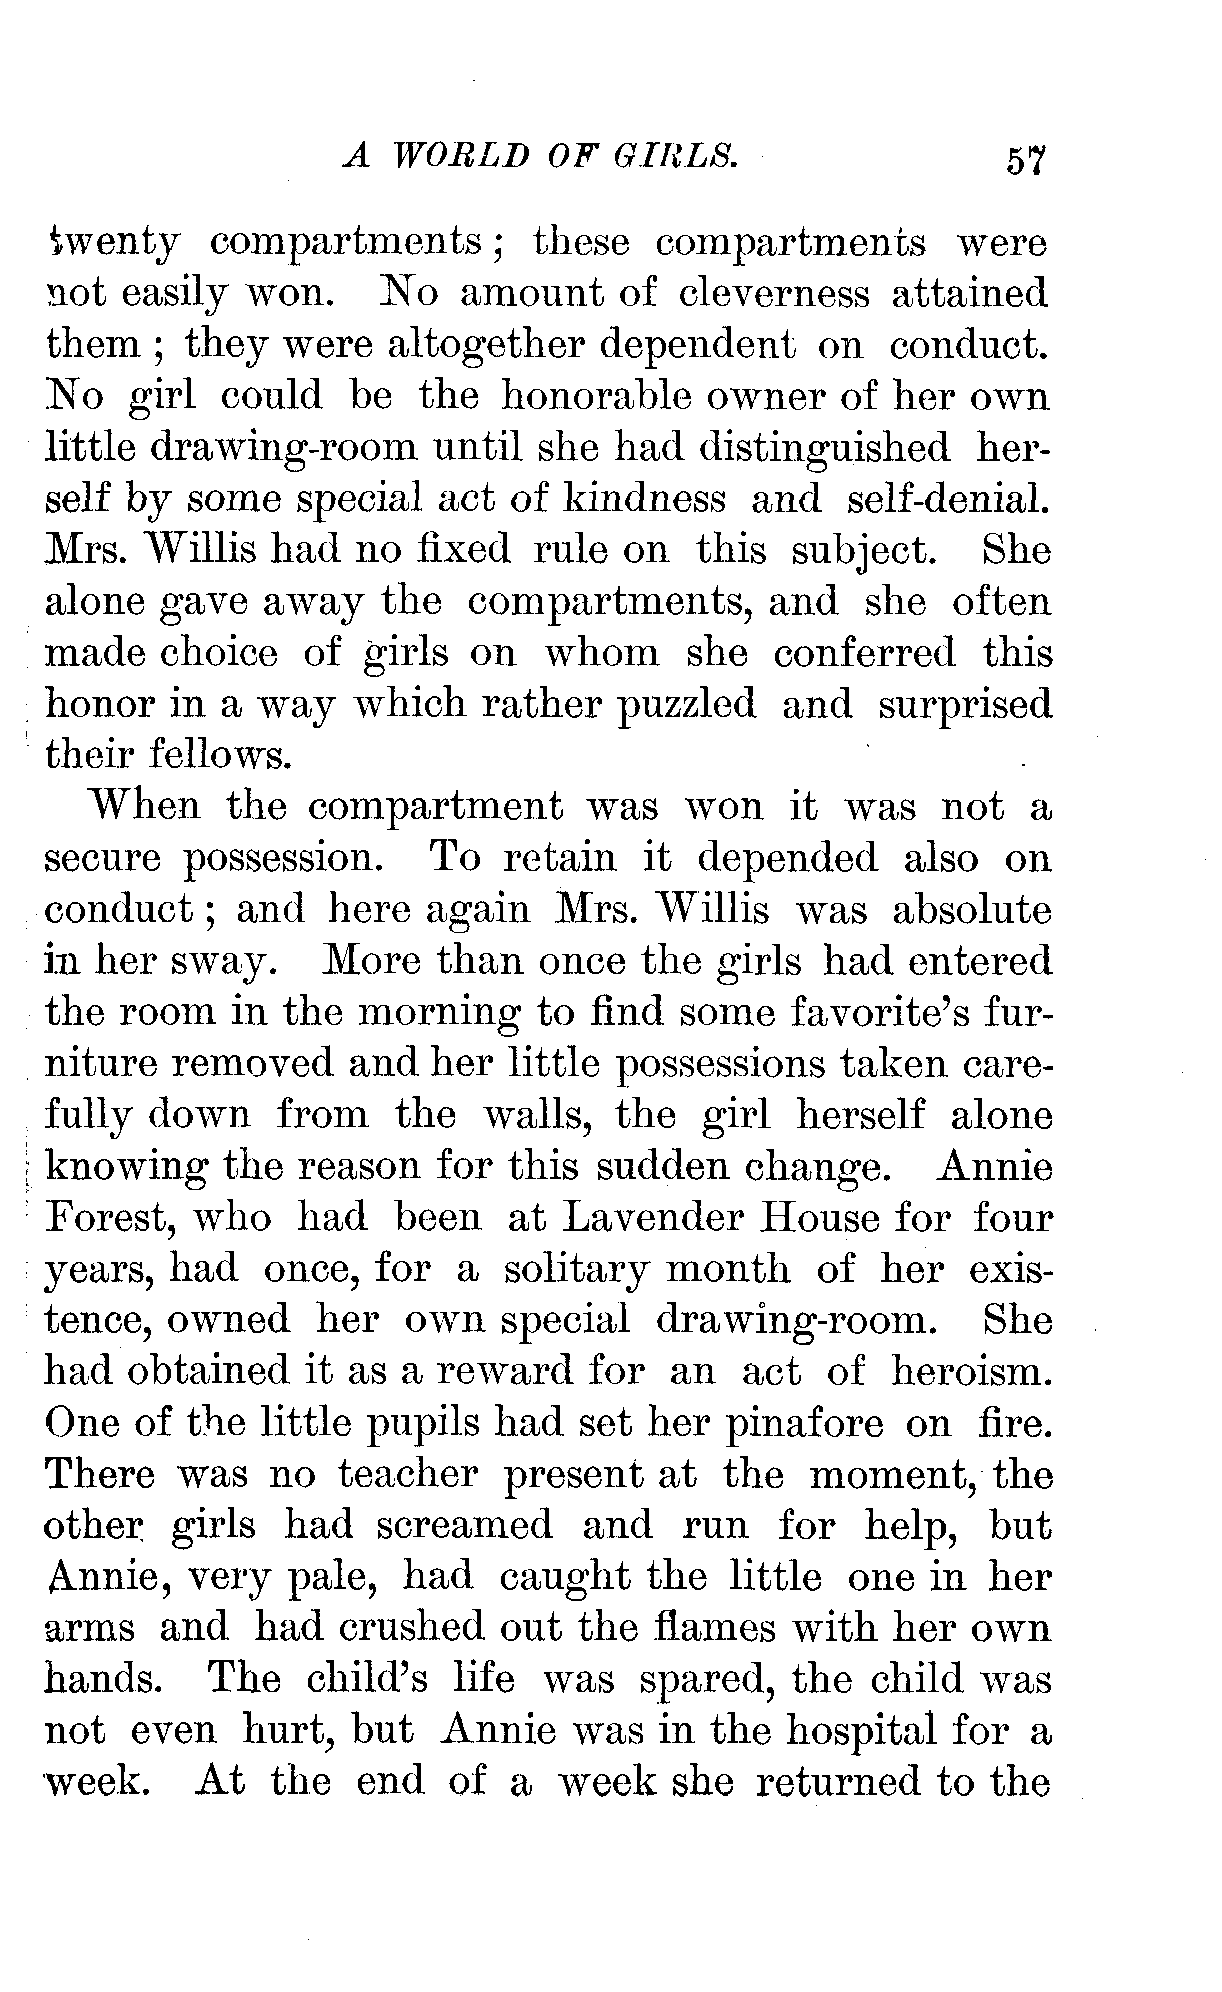 A WORLD OF GIRLS. 57
twenty compartments; these compartments were
not easily won. No amount of cleverness attained
them; they were altogether dependent on conduct.
No girl could be the honorable owner of her own
little drawing-room until she had distinguished her-
self by some special act of kindness and self-denial.
Mrs. Willis had no fixed rule on this subject. She
alone gave away the compartments, and she often
made choice of girls on whom she conferred this
honor in a way which rather puzzled and surprised
their fellows.
When the compartment was won it was not a
secure possession. To retain it depended also on
conduct; and here again Mrs. Willis was absolute
in her sway. More than once the girls had entered
the room in the morning to find some favorite's fur-
niture removed and her little possessions taken care-
fully down from the walls, the girl herself alone
knowing the reason for this sudden change. Annie
Forest, who had been at Lavender House for four
years, had once, for a solitary month of her exis-
tence, owned her own special drawing-room. She
had obtained it as a reward for an act of heroism.
One of the little pupils had set her pinafore on fire.
There was no teacher present at the moment, the
other girls had screamed and run for help, but
Annie, very pale, had caught the little one in her
arms and had crushed out the flames with her own
hands. The child's life was spared, the child was
not even hurt, but Annie was in the hospital for a
week. At the end of a week she returned to the